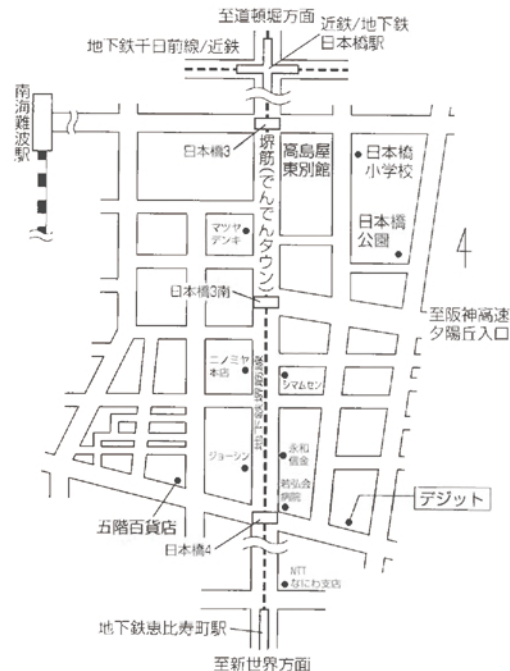 至道頓堀方面
近鉄/地下鉄
日本橋駅
地下鉄千日前線/近鉄
南海難波駅
日本橋3
堺筋(でんでんタウン)
高島屋
東別館
日本橋
小学校
マツヤ
デンキ
日本橋
公園
4
日本橋3南
至阪神高速
夕陽丘入口
ニノミヤ
本店
シマムセン
地下鉄堺筋線
ジョーシン
永和
信金
若弘会
病院
デジット
五階百貨店
日本橋4
NTT
なにわ支店
地下鉄恵比寿町駅
至新世界方面